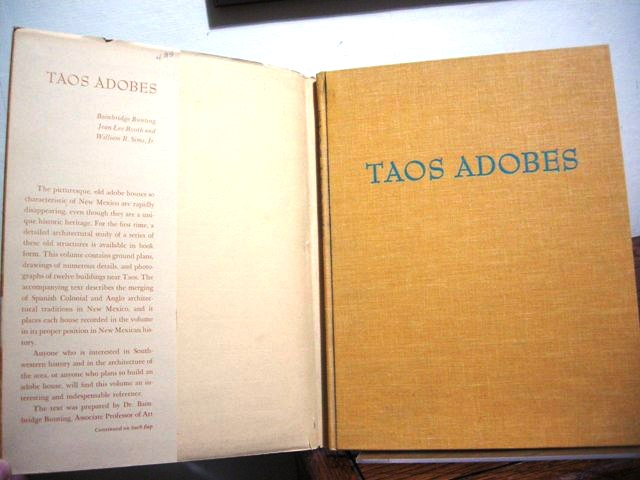 TAOS ADOBES
Bainbridge Bunting
Jean Lee Booth and
William R. Sims, Jr.
The picturesque, old adobe houses so
characteristic of New Mexico are rapidly
disappearing, even though they are a uni-
que historic heritage. For the first time, a
detailed architectural study of a series of
these old structures is available in book
form. This volume contains ground plans,
drawings of numerous details, and photo-
graphs of twelve buildings near Taos. The
accompanying text describes the merging
of Spanish Colonial and Anglo architec-
tural traditions in New Mexico, and it
places each house recorded in the volume
in its proper position in New Mexican his-
tory.
Anyone who is interested in South-
western history and in the architecture of
the area, or anyone who plans to build an
adobe house, will find this volume an in-
teresting and indispensable reference.
The text was prepared by Dr. Bain-
bridge Bunting, Associate Professor of Art
Continued on back flap
TAOS ADOBES